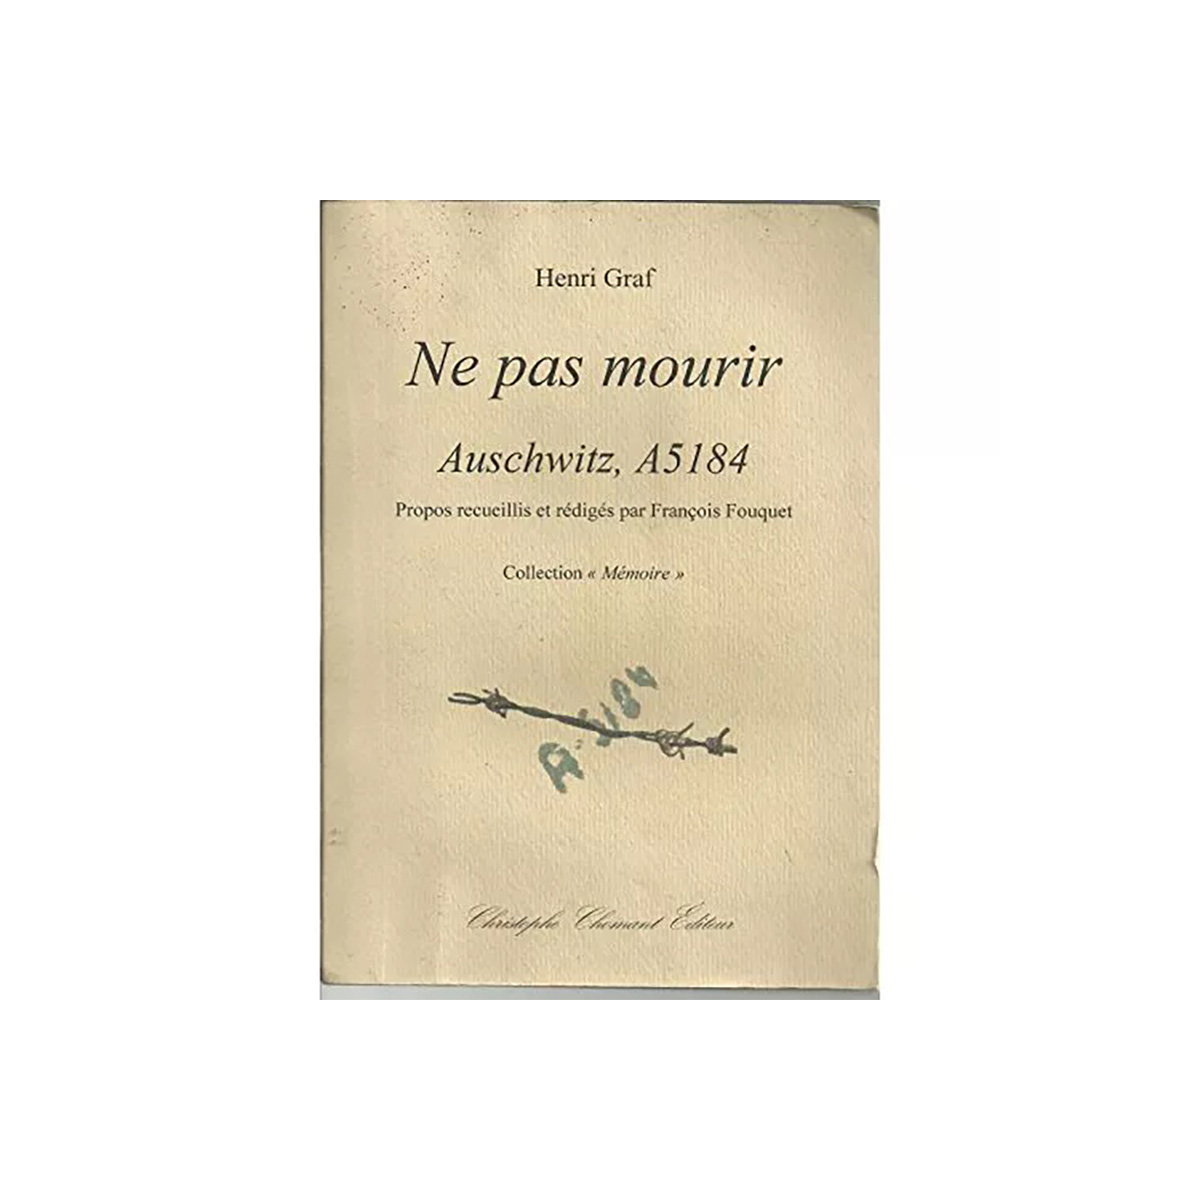 Henri Graf
Ne pas mourir
Auschwitz, A5184
Propos recueillis et rédigés par François Fouquet
Collection « Mémoire »
A. 5184
Christophe Chomant Éditeur